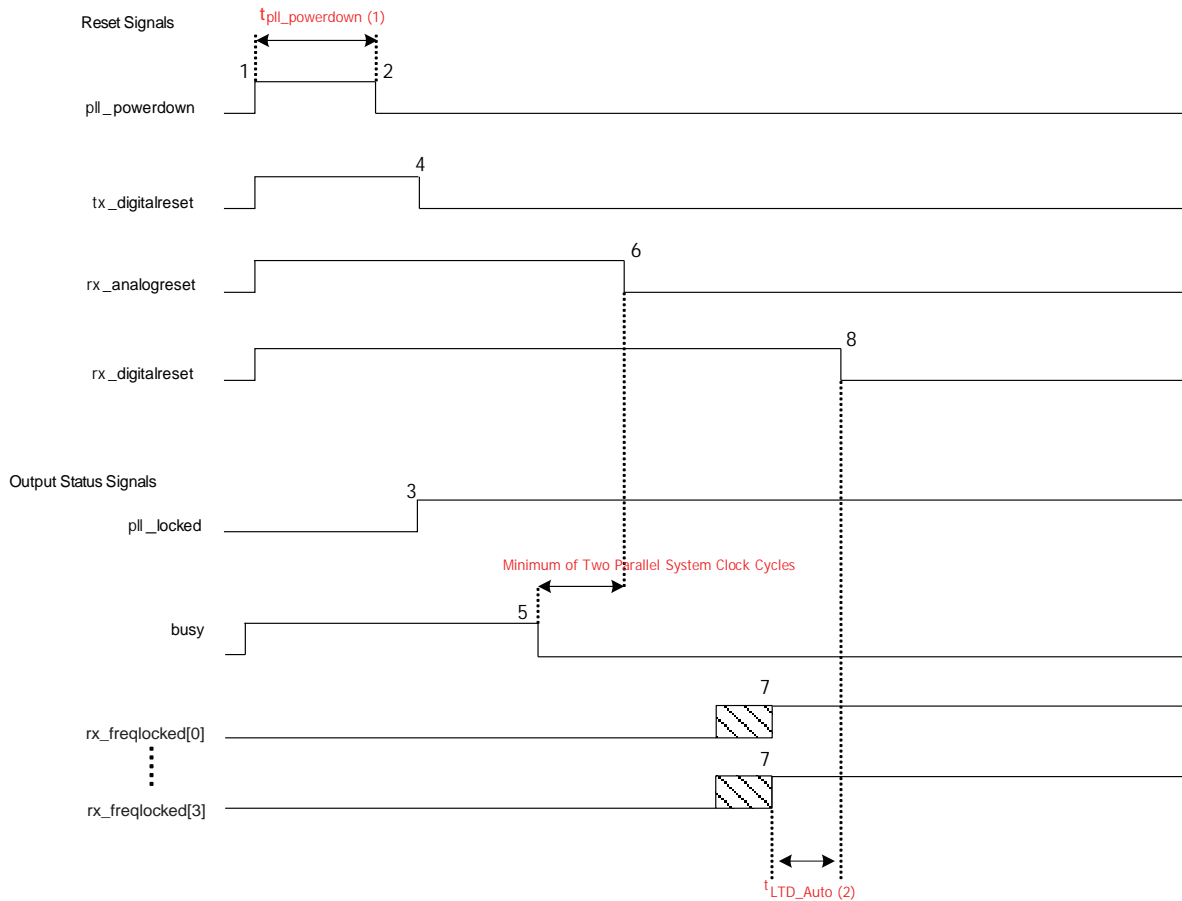 Reset Signals
tpll_powerdown (1)
1
2
pll_powerdown
4
tx_digitalreset
6
rx_analogreset
8
rx_digitalreset
Output Status Signals
3
pll_locked
Minimum of Two Parallel System Clock Cycles
5
busy
7
rx_freqlocked[0]
7
rx_freqlocked[3]
tLTD_Auto (2)